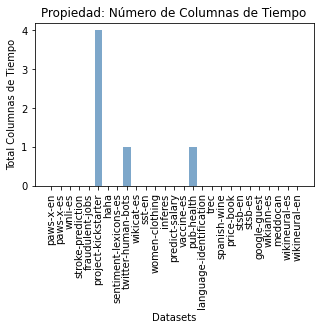 Propiedad: Número de Columnas de Tiempo
Total Columnas de Tiempo
4
3
2
1
0
paws-x-en
paws-x-es
wnli-es
stroke-prediction
fraudulent-jobs
project-kickstarter
haha
sentiment-lexicons-es
twitter-human-bots
wikicat-es
sst-en
women-clothing
inferes
predict-salary
vaccine-es
pub-health
language-identification
trec
spanish-wine
price-book
stsb-en
stsb-es
google-guest
wikiann-es
meddocan
wikineural-es
wikineural-en
Datasets